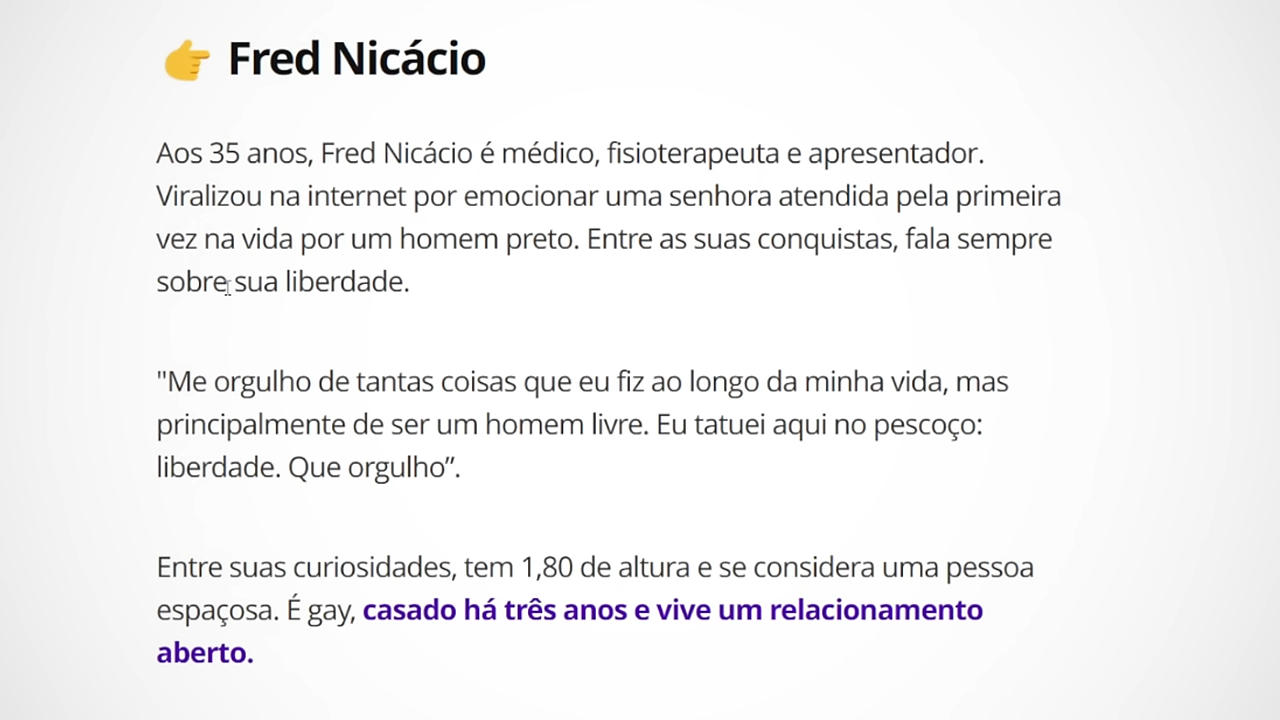 👉 Fred Nicácio
Aos 35 anos, Fred Nicácio é médico, fisioterapeuta e apresentador.
Viralizou na internet por emocionar uma senhora atendida pela primeira
vez na vida por um homem preto. Entre as suas conquistas, fala sempre
sobre sua liberdade.
"Me orgulho de tantas coisas que eu fiz ao longo da minha vida, mas
principalmente de ser um homem livre. Eu tatuei aqui no pescoço:
liberdade. Que orgulho”.
Entre suas curiosidades, tem 1,80 de altura e se considera uma pessoa
espaçosa. É gay, casado há três anos e vive um relacionamento
aberto.